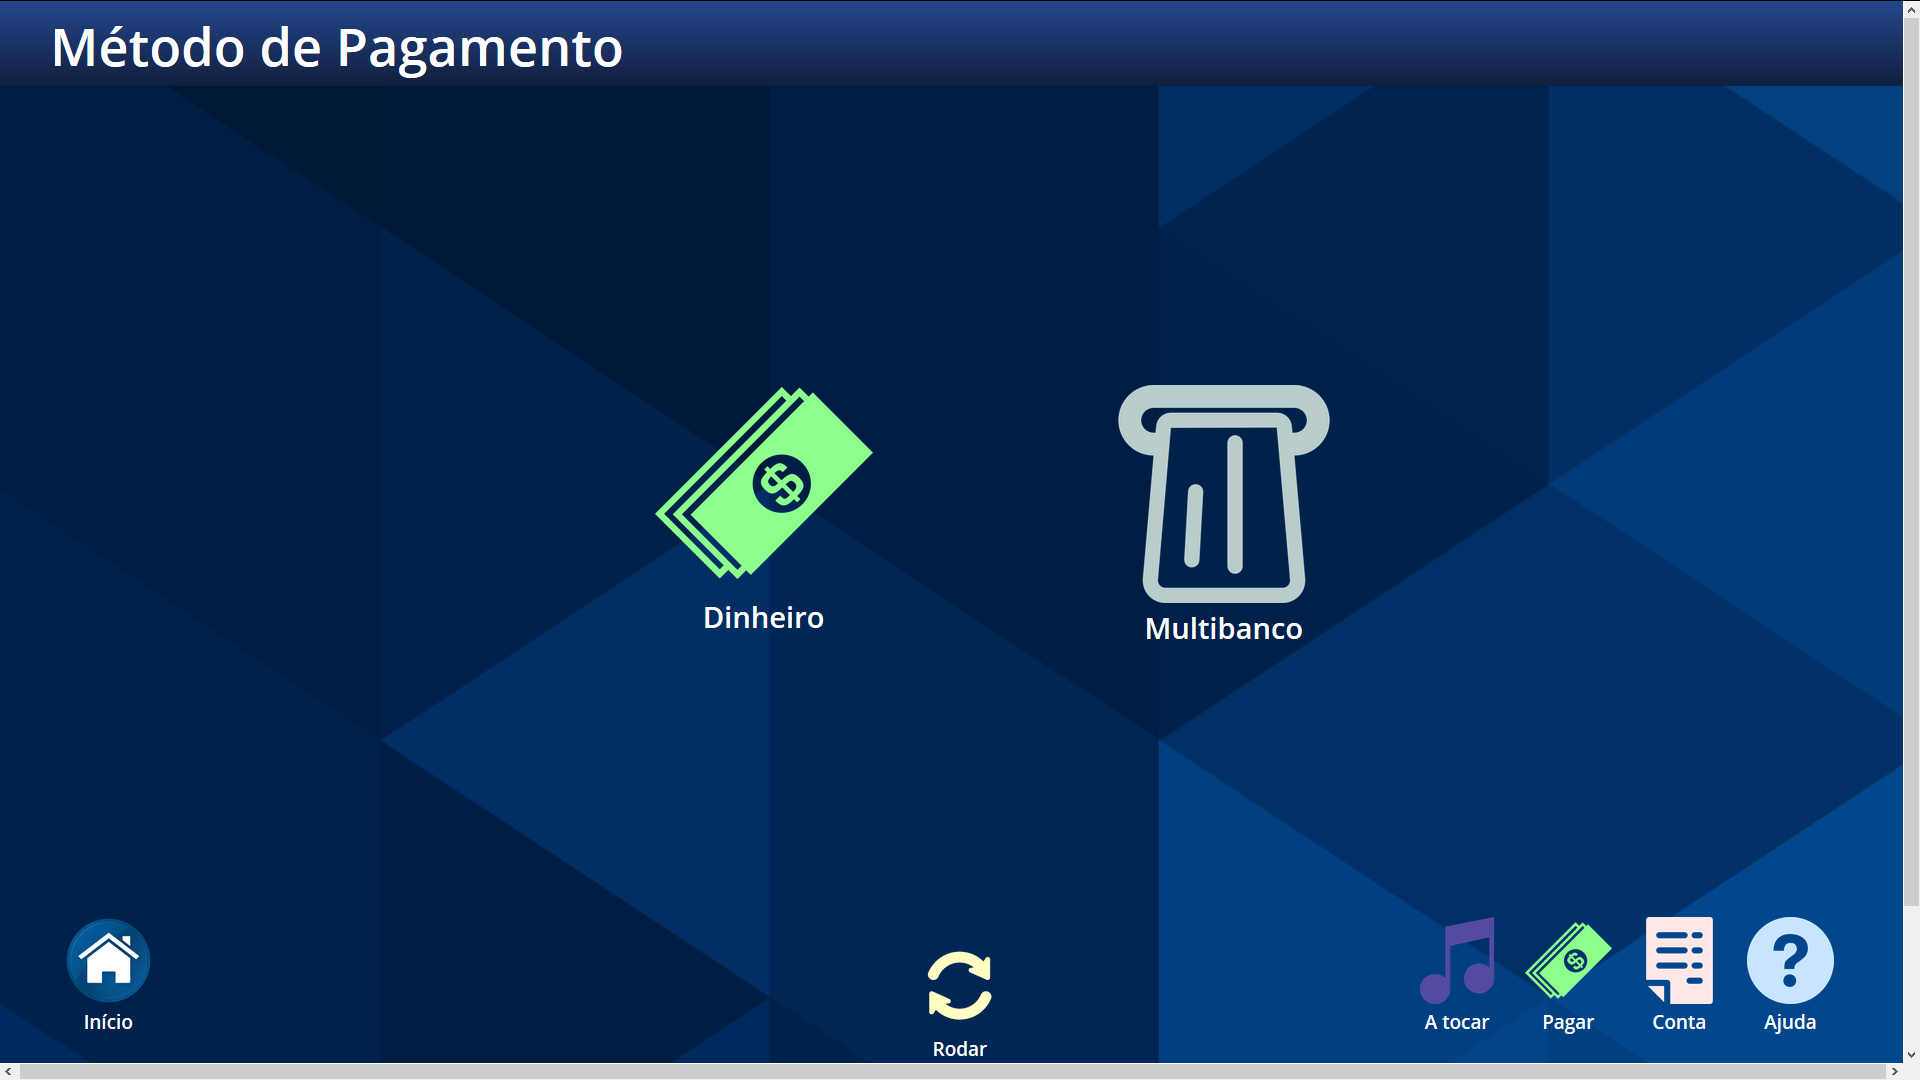 Método de Pagamento
Dinheiro
Multibanco
Início
Rodar
A tocar
Pagar
Conta
Ajuda